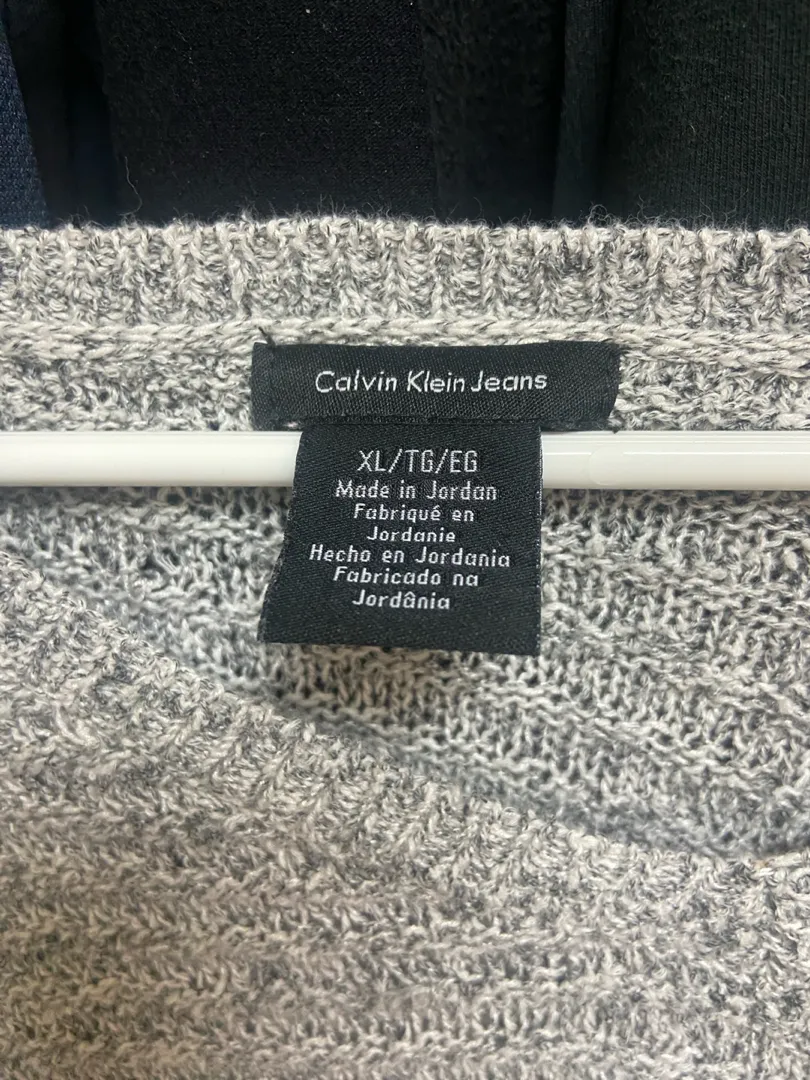 Calvin Klein Jeans
XL/TG/EG
Made in Jordan
Fabriqué en
Jordanie
Hecho en Jordania
Fabricado na
Jordânia